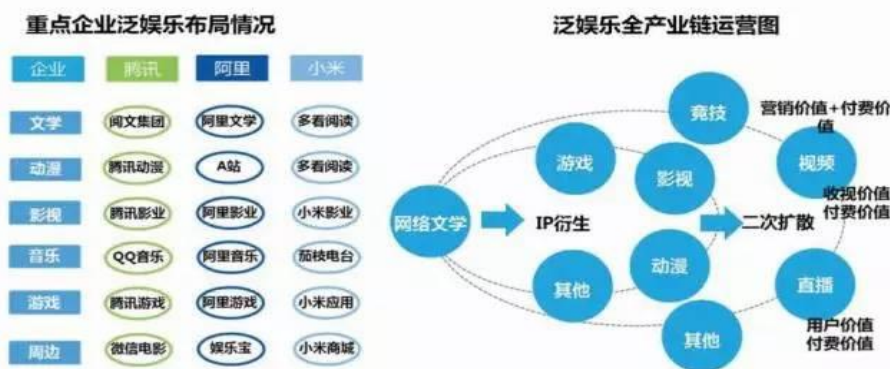 重点企业泛娱乐布局情况
企业 腾讯 阿里 小米
文学 阅文集团 阿里文学 多看阅读
动漫 腾讯动漫 A站 多看阅读
影视 腾讯影业 阿里影业 小米影业
音乐 QQ音乐 阿里音乐 茄枝电台
游戏 腾讯游戏 阿里游戏 小米应用
周边 微信电影 娱乐宝 小米商城
泛娱乐全产业链运营图
竞技
营销价值+付费价
值
游戏
影视
视频
收视价值
付费价值
网络文学
IP衍生
二次扩散
动漫
其他
直播
其他
用户价值
付费价值